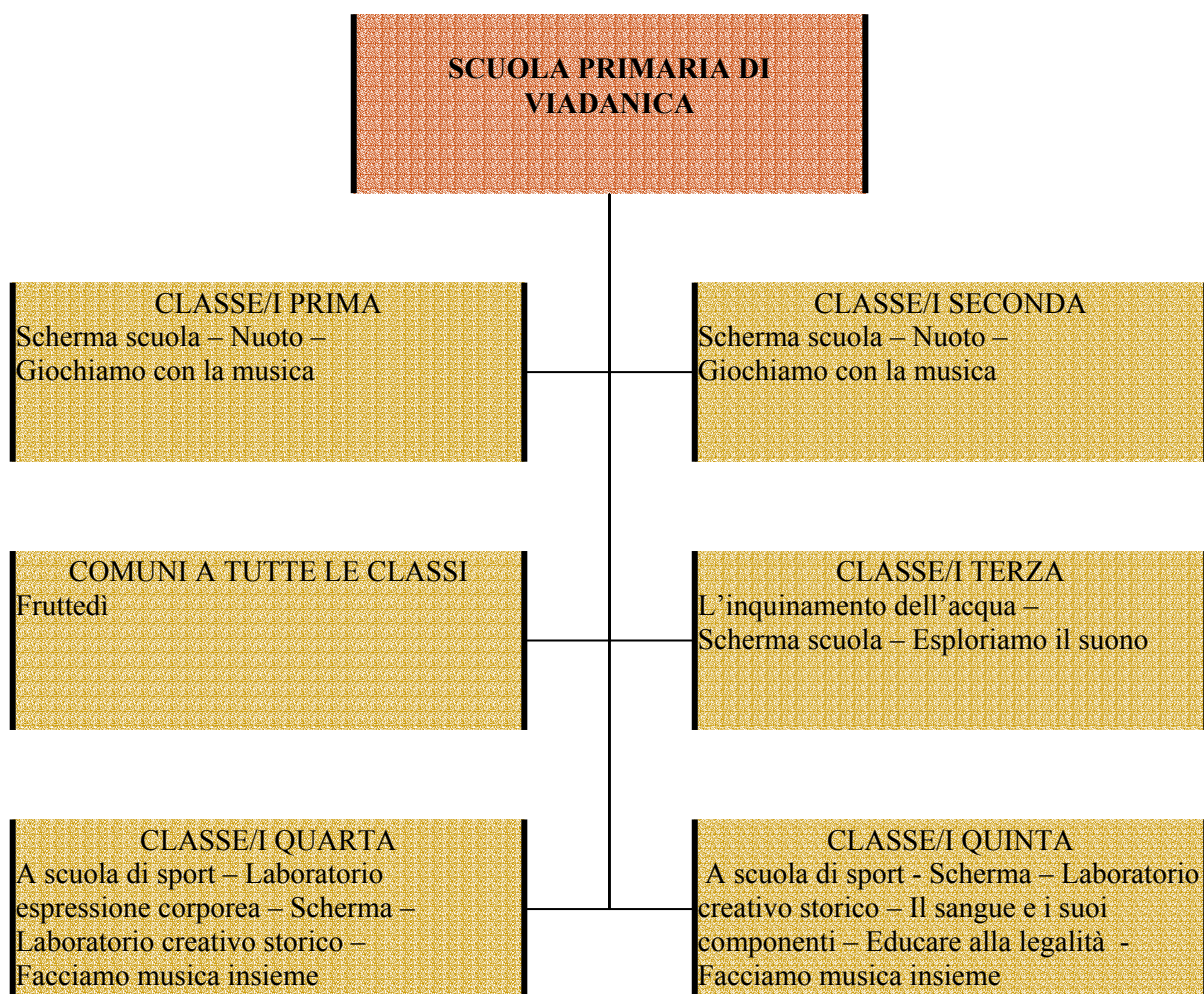 SCUOLA PRIMARIA DI
VIADANICA
CLASSE/I PRIMA
Scherma scuola – Nuoto –
Giochiamo con la musica
CLASSE/I SECONDA
Scherma scuola – Nuoto –
Giochiamo con la musica
COMUNI A TUTTE LE CLASSI
Fruttedì
CLASSE/I TERZA
L’inquinamento dell’acqua –
Scherma scuola – Esploriamo il suono
CLASSE/I QUARTA
A scuola di sport – Laboratorio
espressione corporea – Scherma –
Laboratorio creativo storico –
Facciamo musica insieme
CLASSE/I QUINTA
A scuola di sport - Scherma – Laboratorio
creativo storico – Il sangue e i suoi
componenti – Educare alla legalità -
Facciamo musica insieme